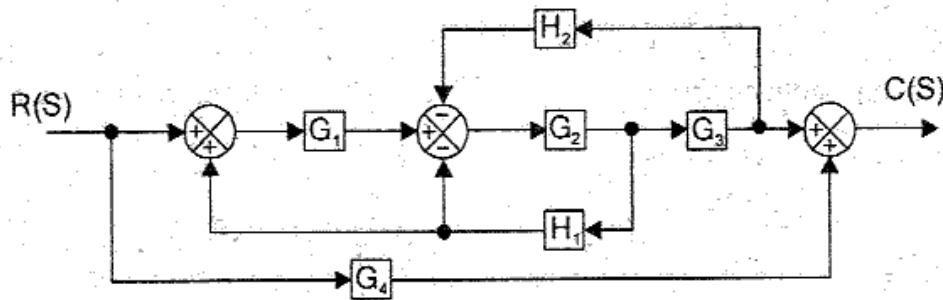 H₂
R(S)
C(S)
+
+
G₁
−
+
−
G₂
G₃
+
+
H₁
G₄